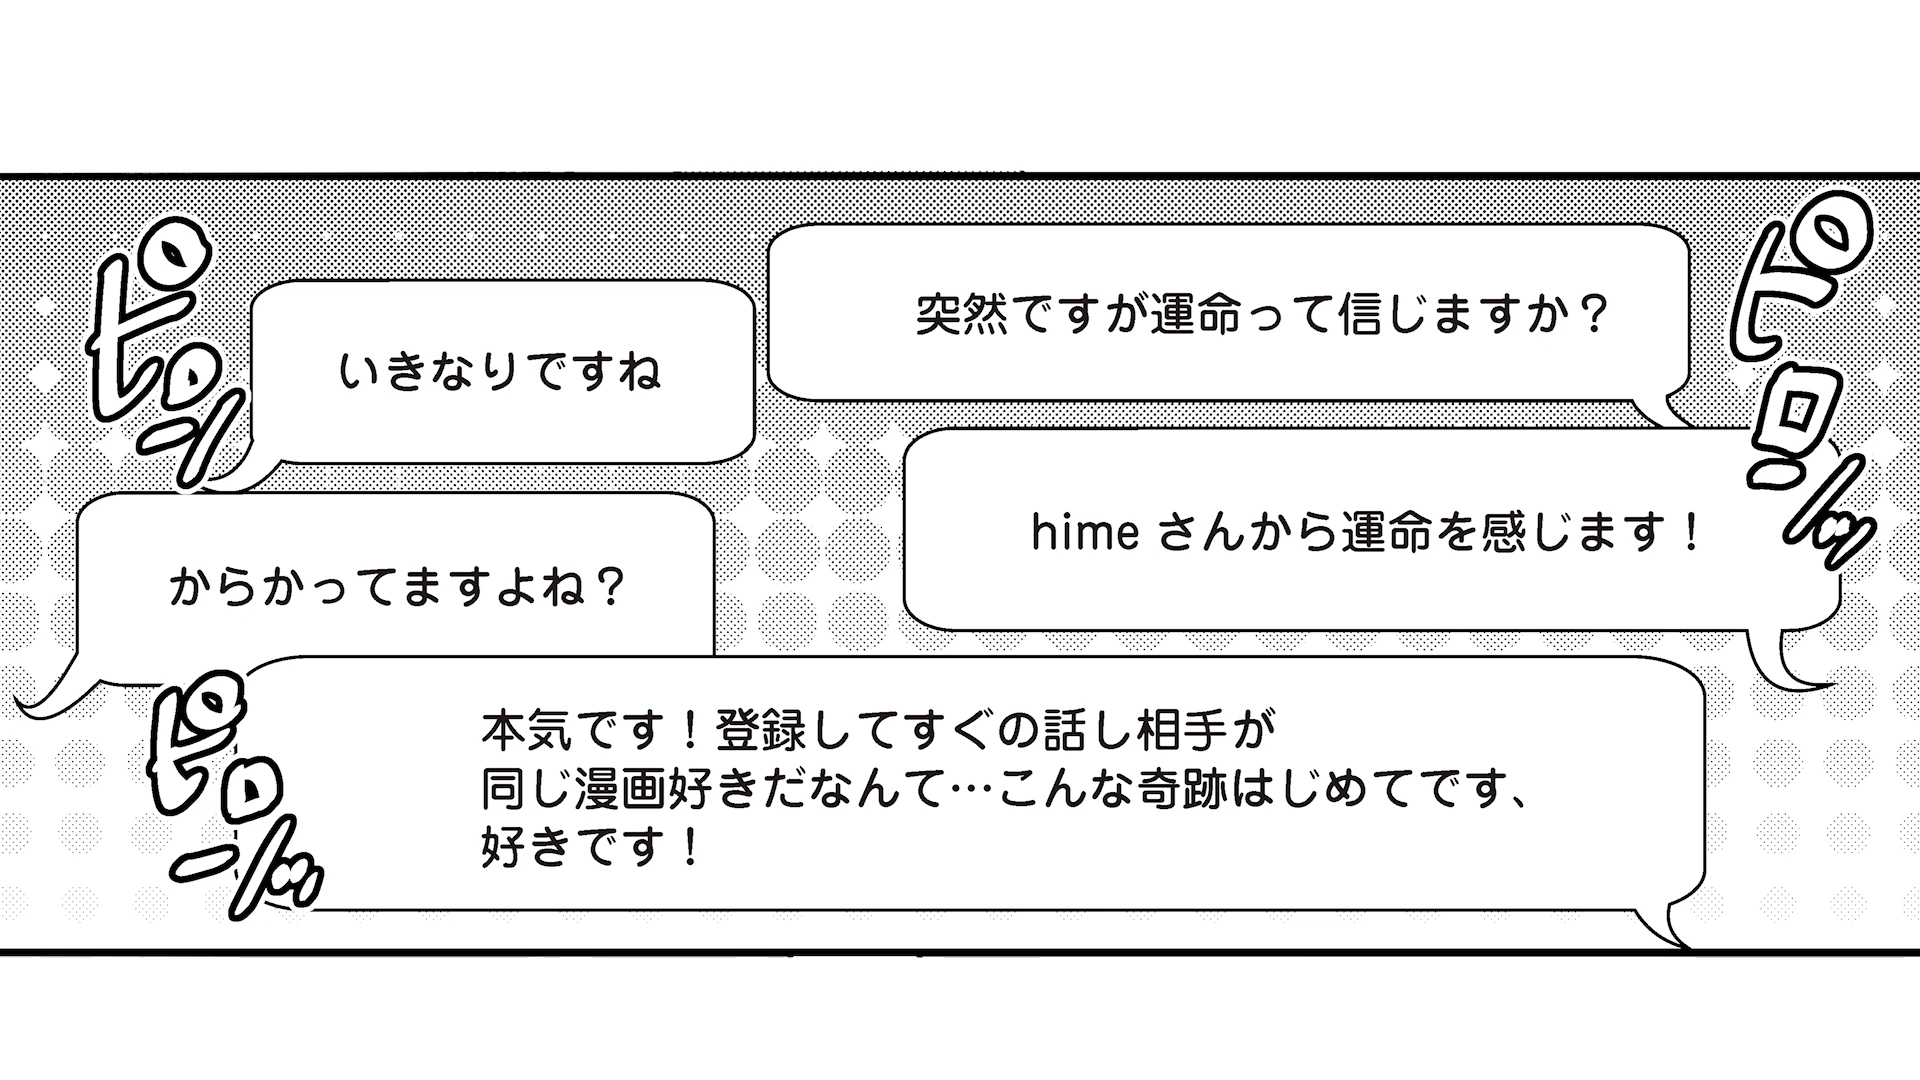 ピロンッ
突然ですが運命って信じますか？
ピロン
いきなりですね
hime さんから運命を感じます！
からかってますよね？
ピロンッ
本気です！登録してすぐの話し相手が
同じ漫画好きだなんて…こんな奇跡はじめてです、
好きです！